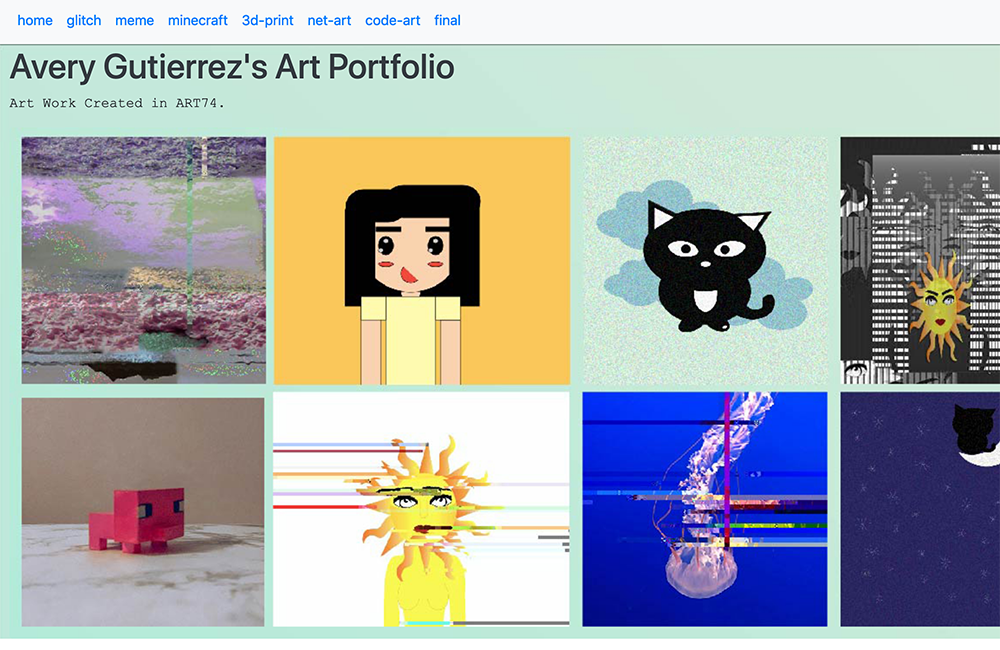 home glitch meme minecraft 3d-print net-art code-art final
Avery Gutierrez's Art Portfolio
Art Work Created in ART74.